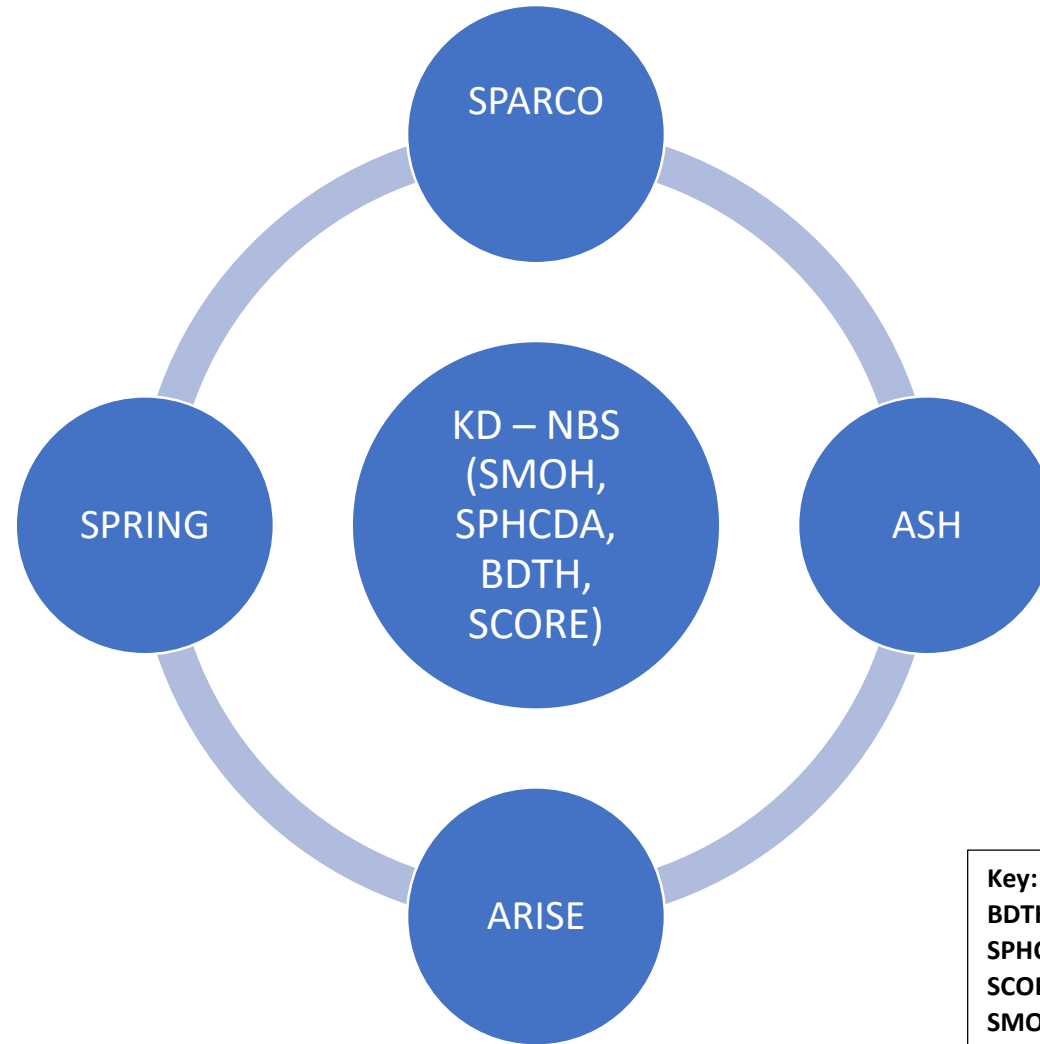 SPARCO
KD – NBS
(SMOH,
SPHCDA,
BDTH,
SCORE)
SPRING
ASH
ARISE
Key: